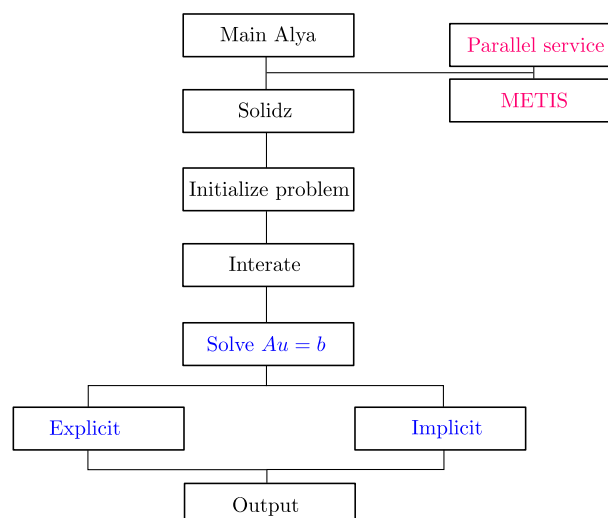 Main Alya
Parallel service
METIS
Solidz
Initialize problem
Interate
Solve Au = b
Explicit
Implicit
Output